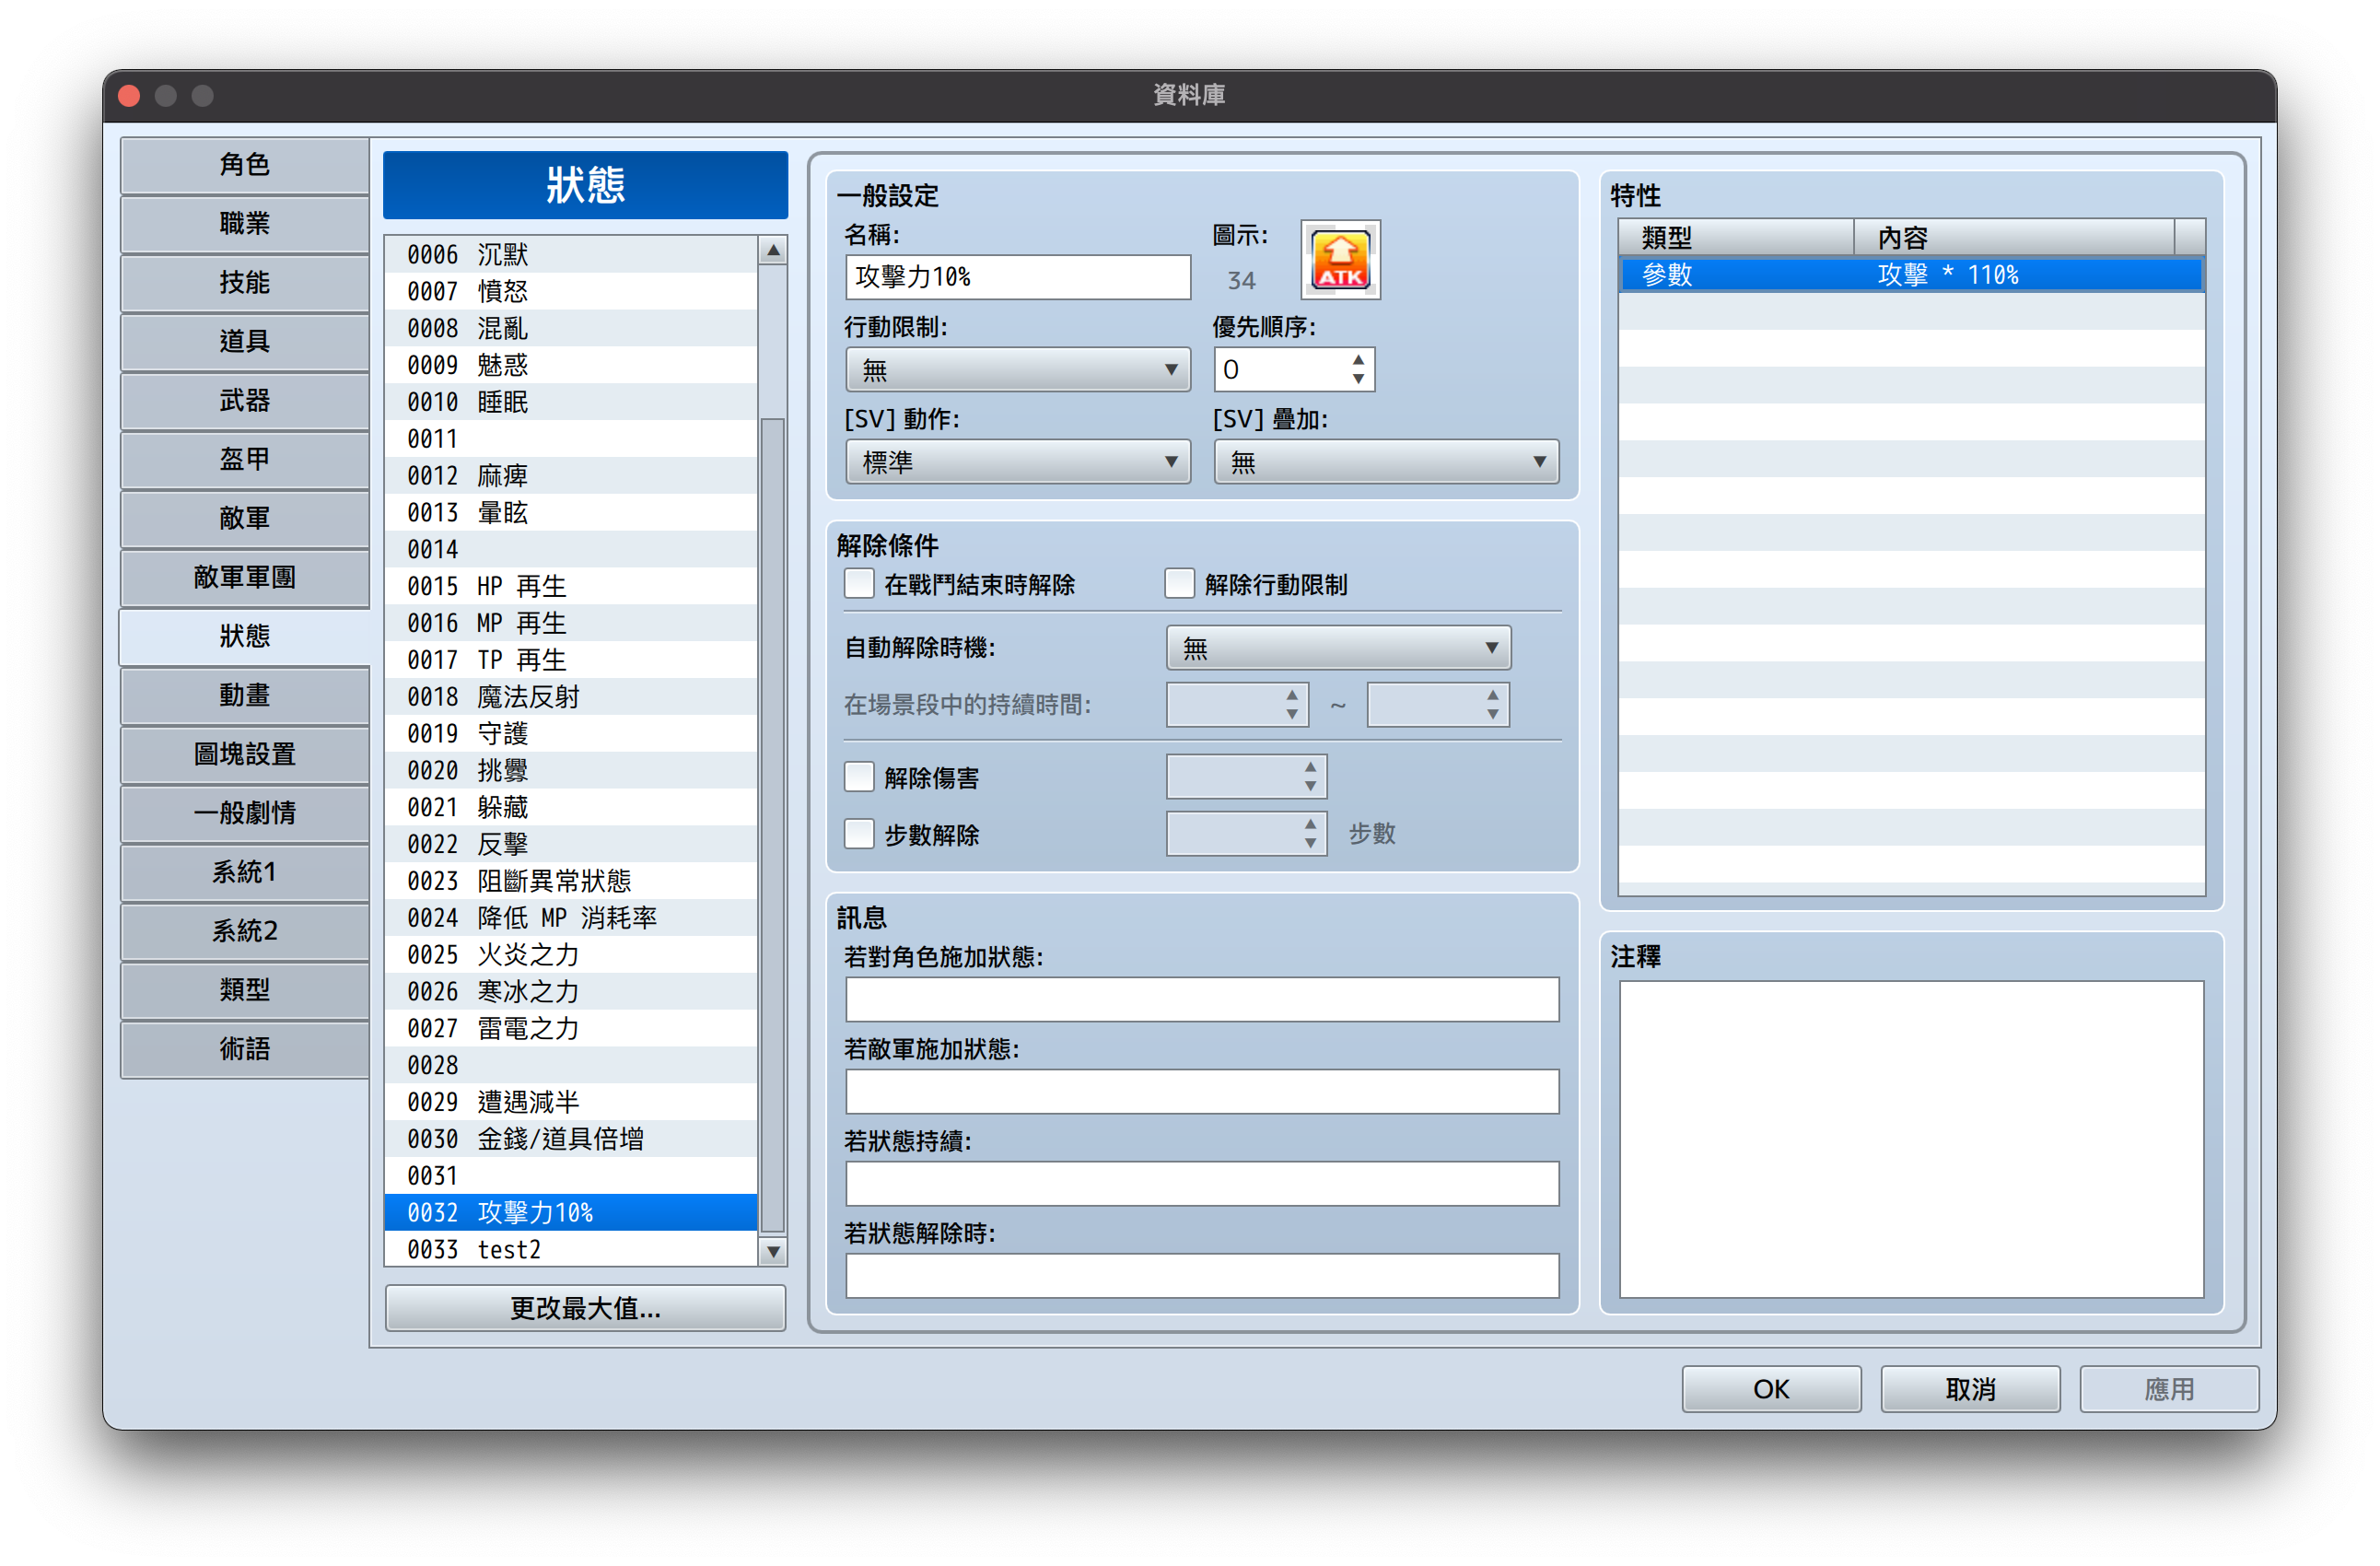 資料庫
角色
職業
技能
道具
武器
盔甲
敵軍
敵軍軍團
狀態
動畫
圖塊設置
一般劇情
系統1
系統2
類型
術語
狀態
0006 沉默
0007 憤怒
0008 混亂
0009 魅惑
0010 睡眠
0011
0012 麻痺
0013 暈眩
0014
0015 HP 再生
0016 MP 再生
0017 TP 再生
0018 魔法反射
0019 守護
0020 挑釁
0021 躲藏
0022 反擊
0023 阻斷異常狀態
0024 降低 MP 消耗率
0025 火炎之力
0026 寒冰之力
0027 雷電之力
0028
0029 遭遇減半
0030 金錢/道具倍增
0031
0032 攻擊力10%
0033 test2
更改最大值...
一般設定
名稱:
圖示:
攻擊力10%
34
ATK
行動限制:
優先順序:
無
0
[SV] 動作:
[SV] 疊加:
標準
無
解除條件
在戰鬥結束時解除
解除行動限制
自動解除時機:
無
在場景段中的持續時間:
~
解除傷害
步數解除
步數
訊息
若對角色施加狀態:
若敵軍施加狀態:
若狀態持續:
若狀態解除時:
特性
類型 內容
參數 攻擊 * 110%
注釋
OK
取消
應用